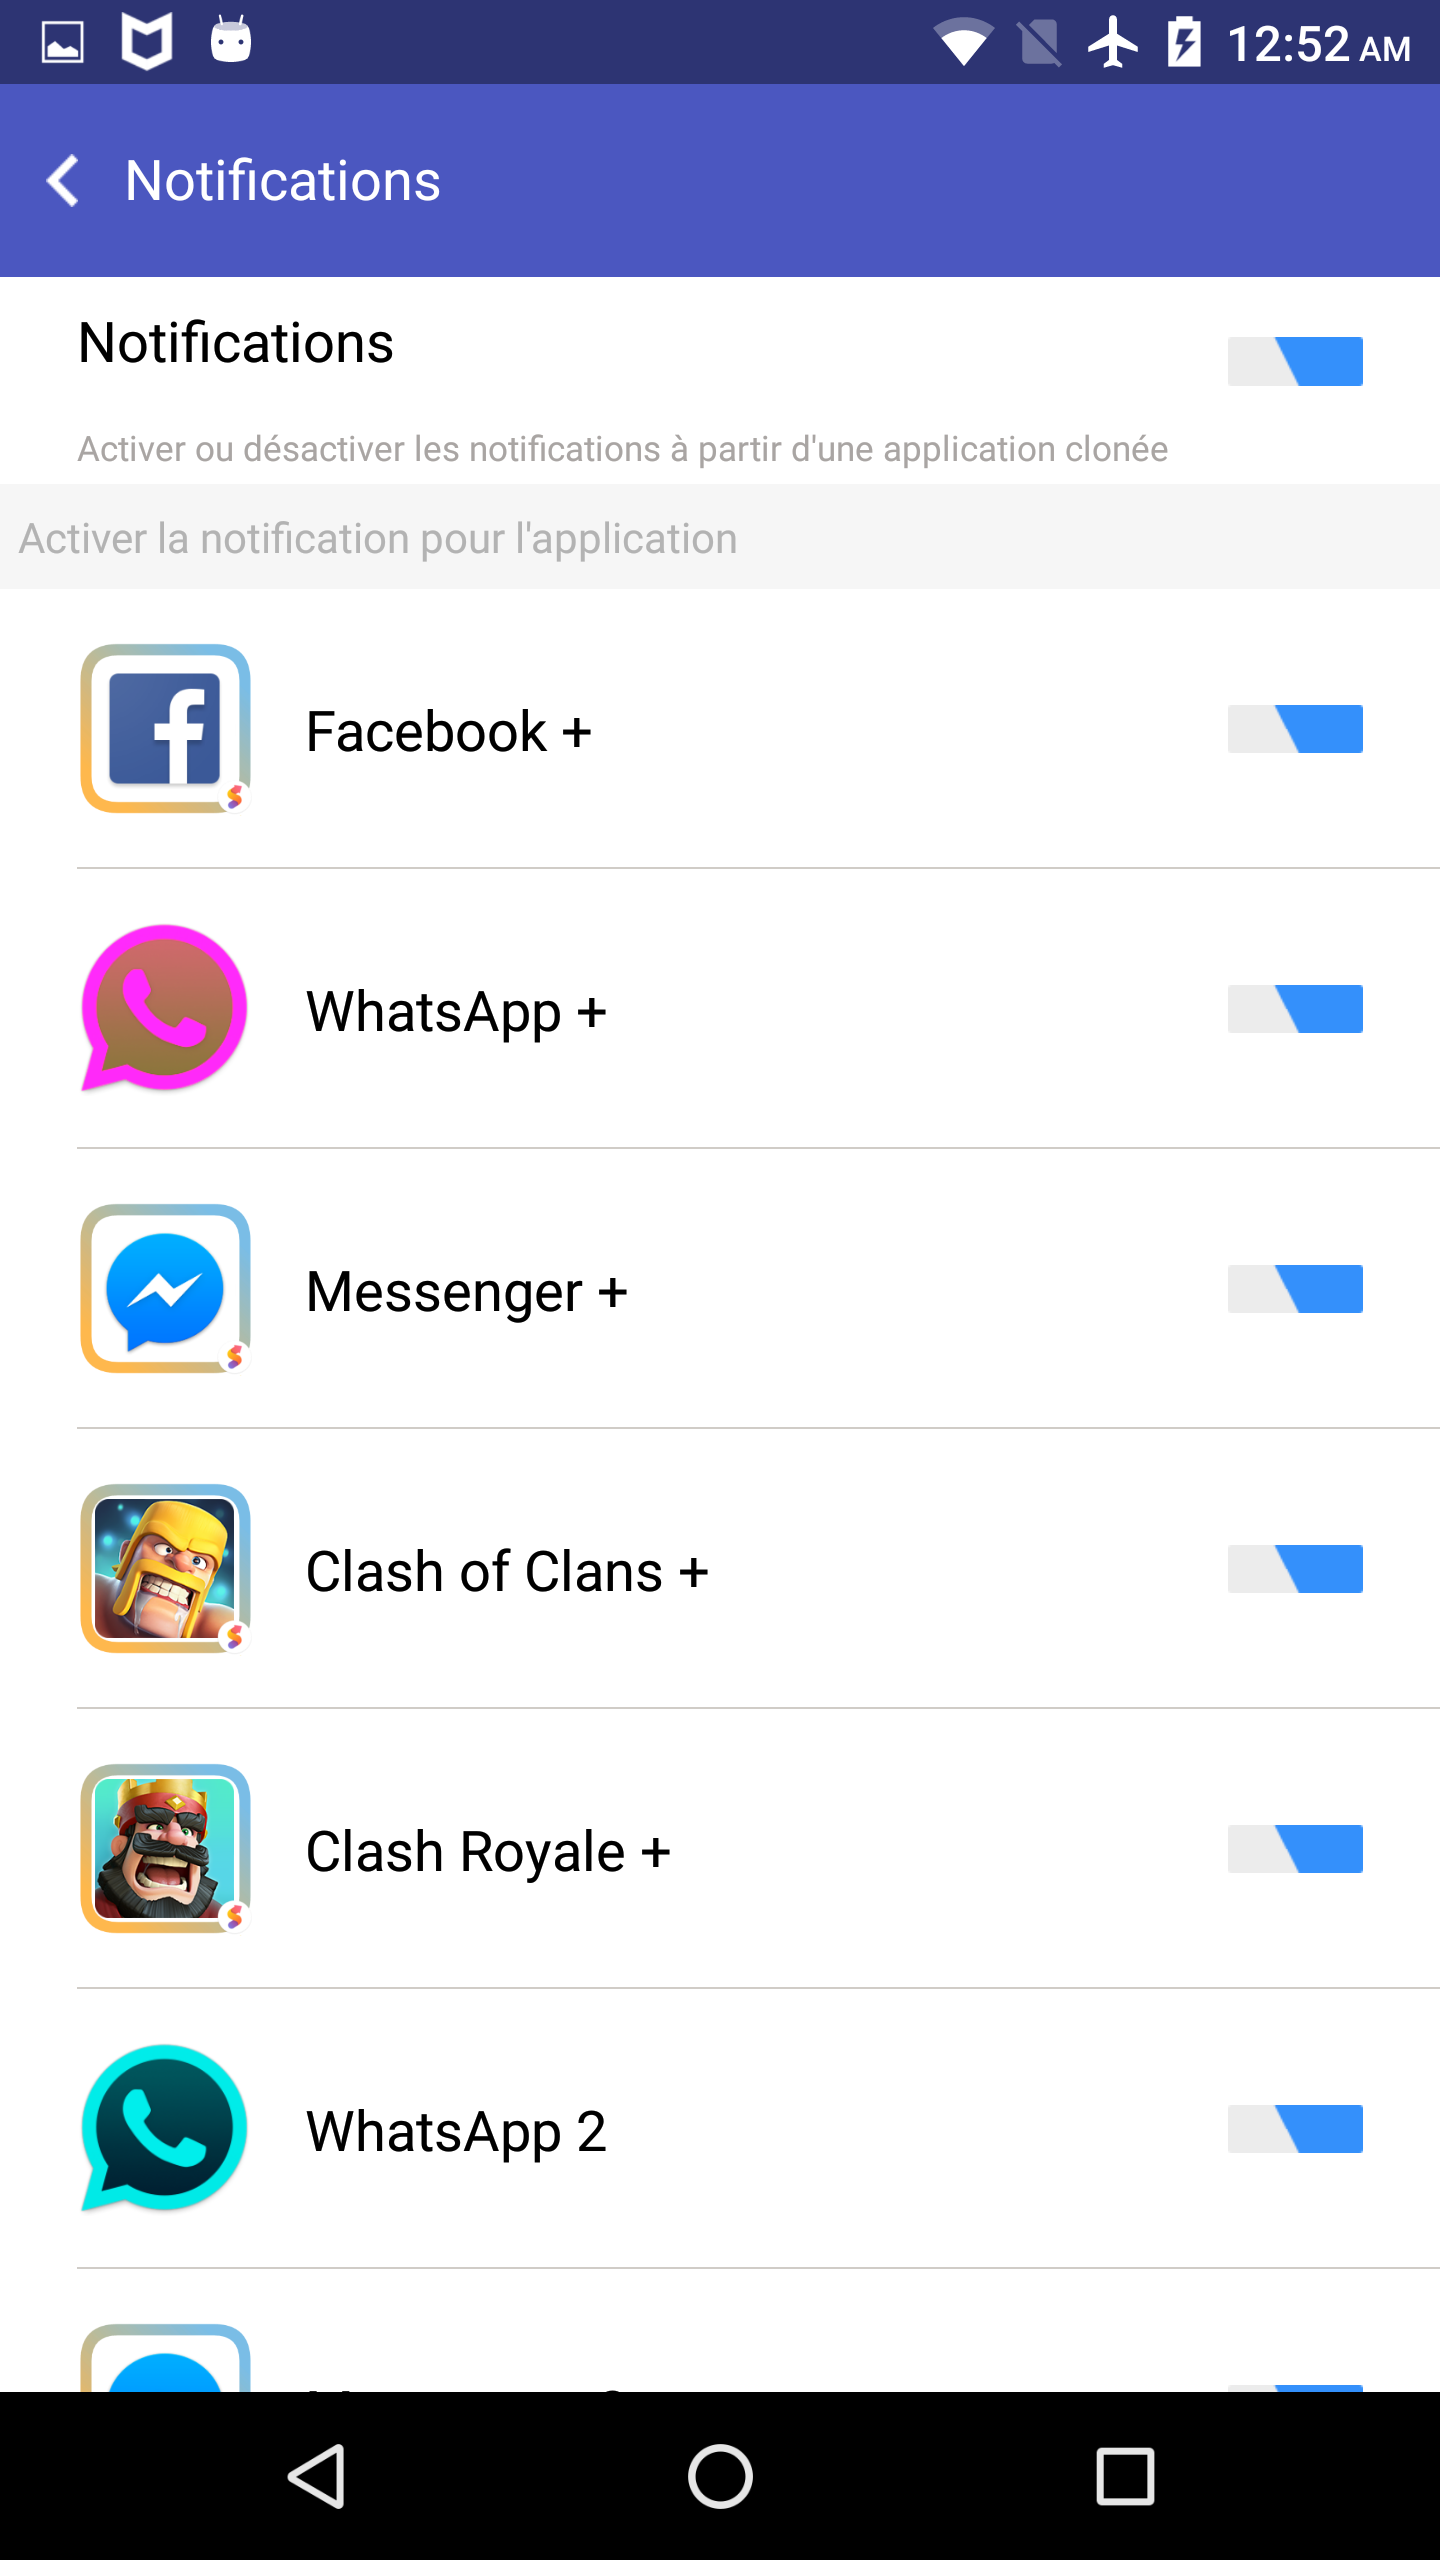 12:52 AM
Notifications
Notifications
Activer ou désactiver les notifications à partir d'une application clonée
Activer la notification pour l'application
Facebook +
WhatsApp +
Messenger +
Clash of Clans +
Clash Royale +
WhatsApp 2